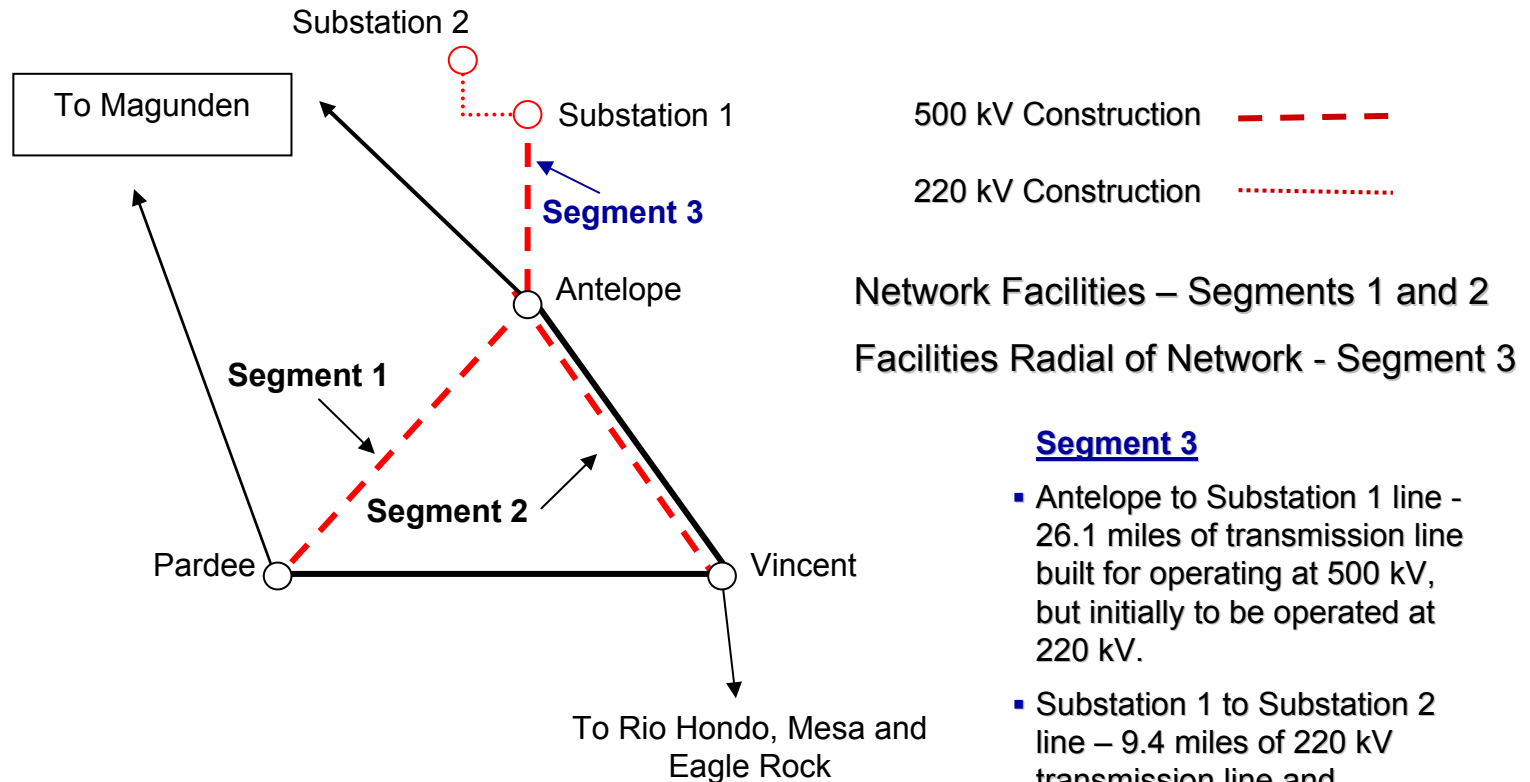 Substation 2
To Magunden
Substation 1
Segment 3
Antelope
Segment 1
Segment 2
Pardee
Vincent
To Rio Hondo, Mesa and
Eagle Rock
500 kV Construction
220 kV Construction
Network Facilities – Segments 1 and 2
Facilities Radial of Network - Segment 3
Segment 3
▪ Antelope to Substation 1 line -
26.1 miles of transmission line
built for operating at 500 kV,
but initially to be operated at
220 kV.
▪ Substation 1 to Substation 2
line – 9.4 miles of 220 kV
transmission line and